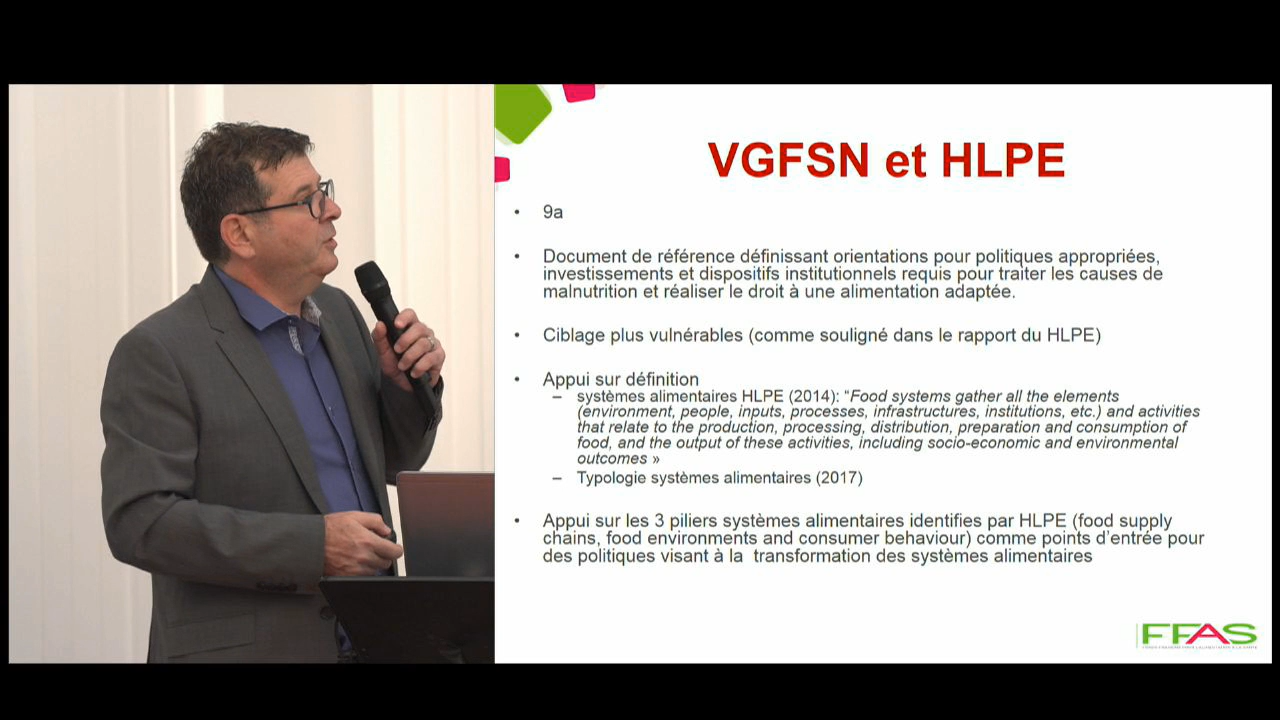 VGFSN et HLPE
• 9a
• Document de référence définissant orientations pour politiques appropriées,
investissements et dispositifs institutionnels requis pour traiter les causes de
malnutrition et réaliser le droit à une alimentation adaptée.
• Ciblage plus vulnérables (comme souligné dans le rapport du HLPE)
• Appui sur définition
– systèmes alimentaires HLPE (2014): “Food systems gather all the elements
(environment, people, inputs, processes, infrastructures, institutions, etc.) and activities
that relate to the production, processing, distribution, preparation and consumption of
food, and the output of these activities, including socio-economic and environmental
outcomes »
– Typologie systèmes alimentaires (2017)
• Appui sur les 3 piliers systèmes alimentaires identifies par HLPE (food supply
chains, food environments and consumer behaviour) comme points d’entrée pour
des politiques visant à la  transformation des systèmes alimentaires
FFAS